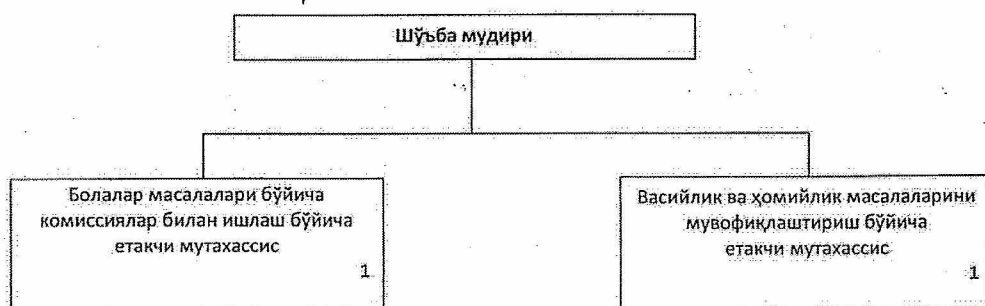 Шўъба мудири
Болалар масалалари бўйича
комиссиялар билан ишлаш бўйича
етакчи мутахассис
1
Васийлик ва ҳомийлик масалаларини
мувофиқлаштириш бўйича
етакчи мутахассис
1